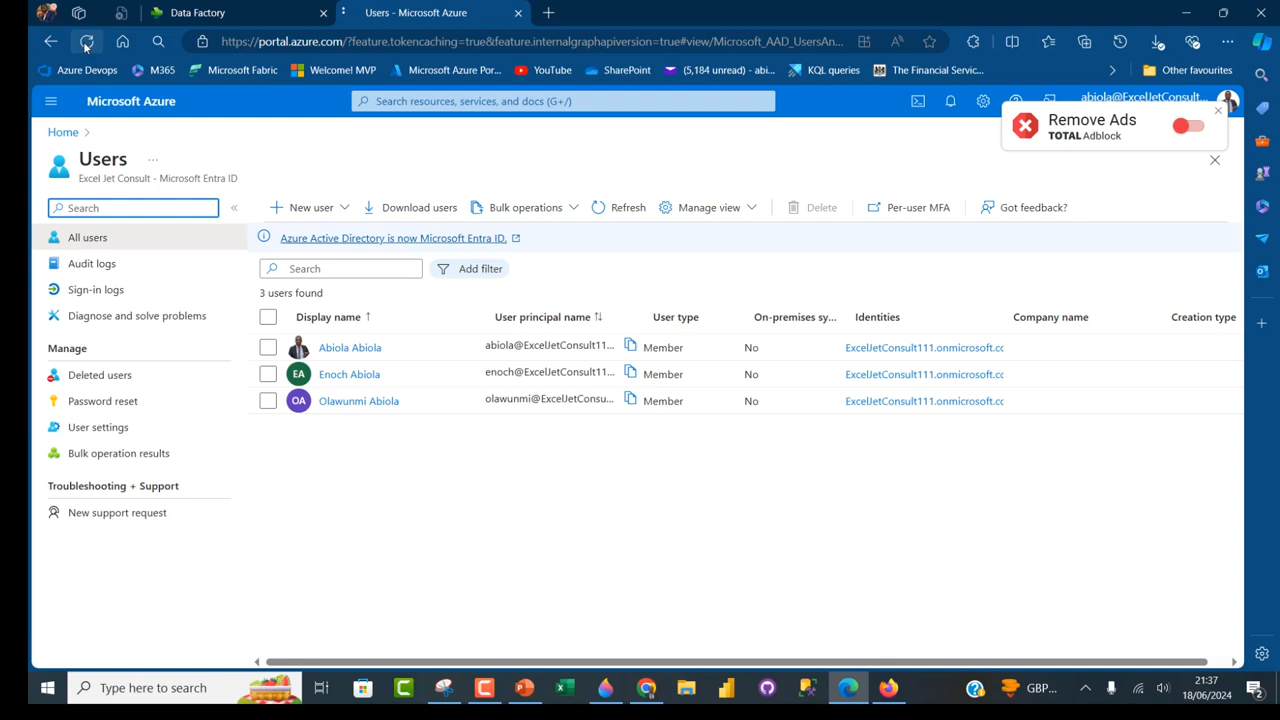 Data Factory
Users - Microsoft Azure
https://portal.azure.com/?feature.tokencaching=true&feature.internalgraphapiversion=true#view/Microsoft_AAD_UsersAn...
Azure Devops
M365
Microsoft Fabric
Welcome! MVP
Microsoft Azure Por...
YouTube
SharePoint
(5,184 unread) - abi...
KQL queries
The Financial Servic...
Other favourites
Microsoft Azure
Search resources, services, and docs (G+/)
abiola@ExcelJetConsult...
Remove Ads
TOTAL Adblock
Home
Users
Excel Jet Consult - Microsoft Entra ID
Search
New user
Download users
Bulk operations
Refresh
Manage view
Delete
Per-user MFA
Got feedback?
All users
Audit logs
Sign-in logs
Diagnose and solve problems
Manage
Deleted users
Password reset
User settings
Bulk operation results
Troubleshooting + Support
New support request
Azure Active Directory is now Microsoft Entra ID.
Search
Add filter
3 users found
Display name User principal name User type On-premises sy... Identities Company name Creation type
Abiola Abiola abiola@ExcelJetConsult11... Member No ExcelJetConsult111.onmicrosoft.cc
EA Enoch Abiola enoch@ExcelJetConsult11... Member No ExcelJetConsult111.onmicrosoft.cc
OA Olawunmi Abiola olawunmi@ExcelJetConsu... Member No ExcelJetConsult111.onmicrosoft.cc
Type here to search
GBP...
21:37
18/06/2024
2